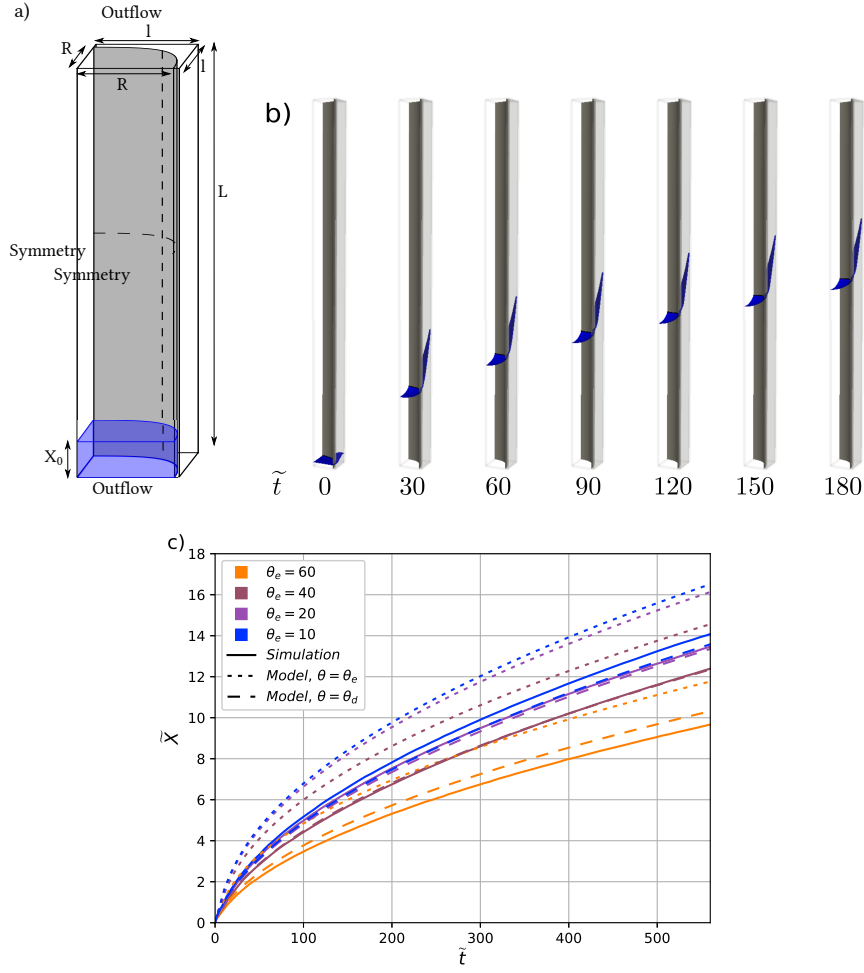 a)
Outflow
l
R
l
R
L
Symmetry
Symmetry
X₀
Outflow
b)
t̃ 0 30 60 90 120 150 180
c)
18
16
14
12
10
8
6
4
2
0
X̃
θₑ = 60
θₑ = 40
θₑ = 20
θₑ = 10
Simulation
Model, θ = θₑ
Model, θ = θ_d
0 100 200 300 400 500
t̃